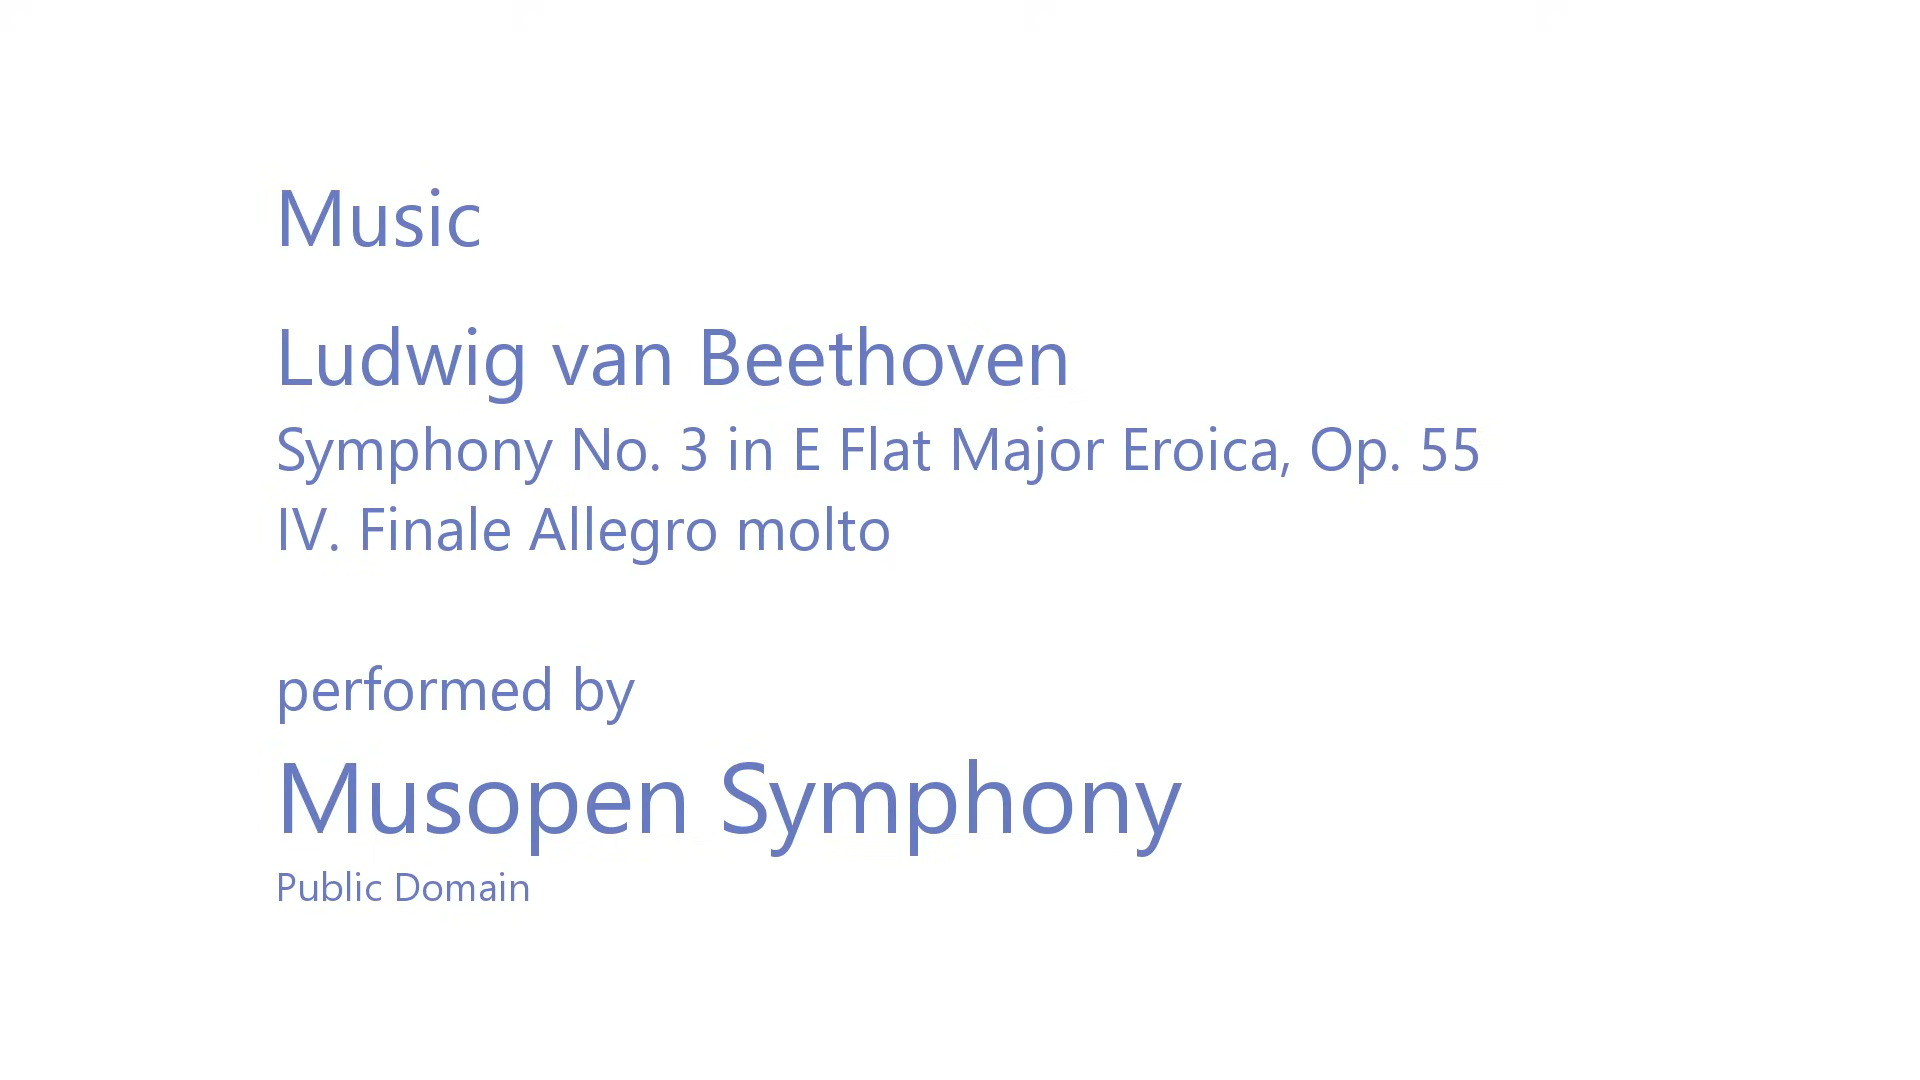 Music
Ludwig van Beethoven
Symphony No. 3 in E Flat Major Eroica, Op. 55
IV. Finale Allegro molto
performed by
Musopen Symphony
Public Domain